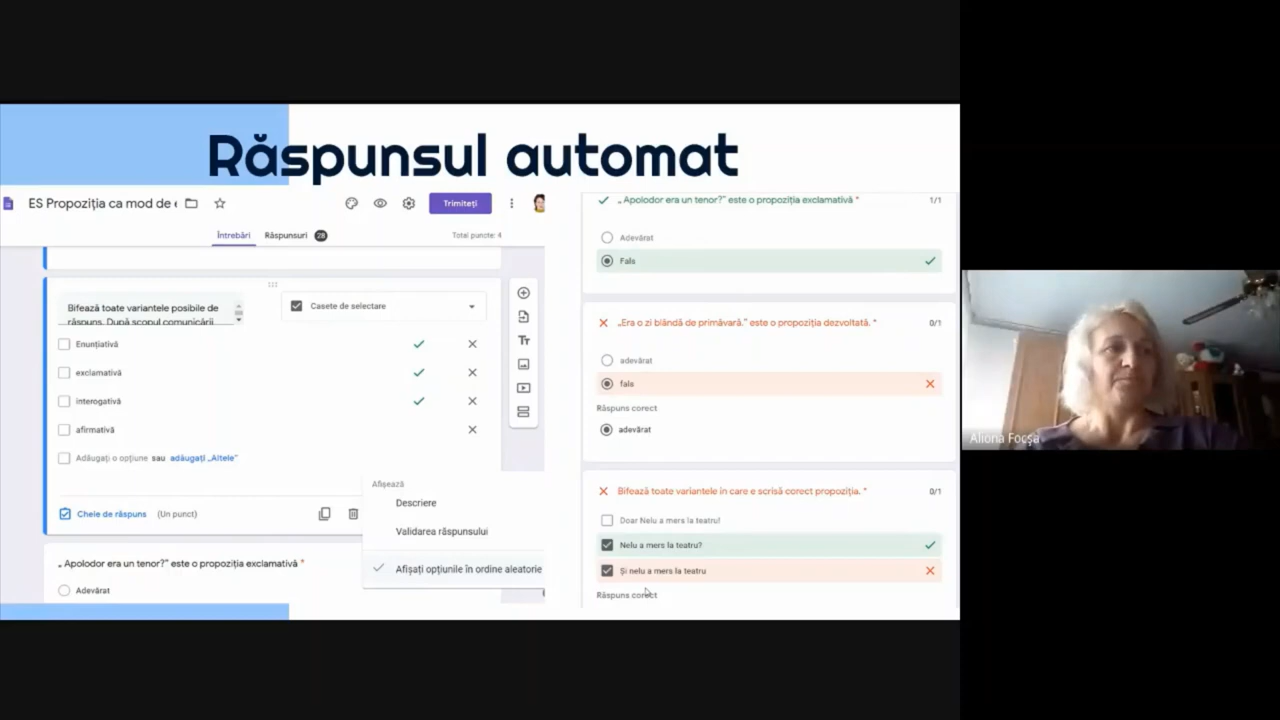 Răspunsul automat
ES Propoziția ca mod de
Trimiteți
Întrebări Răspunsuri 28 Total puncte: 4
Bifează toate variantele posibile de
răspuns. După scopul comunicării
Casete de selectare
Enunțiativă
exclamativă
interogativă
afirmativă
Adăugați o opțiune sau adăugați „Altele”
Afișează
Descriere
Validarea răspunsului
Afișați opțiunile în ordine aleatorie
Cheie de răspuns (Un punct)
„ Apolodor era un tenor?” este o propoziția exclamativă *
Adevărat
„ Apolodor era un tenor?” este o propoziția exclamativă * 1/1
Adevărat
Fals
„Era o zi blândă de primăvară.” este o propoziția dezvoltată. * 0/1
adevărat
fals
Răspuns corect
adevărat
Bifează toate variantele în care e scrisă corect propoziția. * 0/1
Doar Nelu a mers la teatru!
Nelu a mers la teatru?
Și nelu a mers la teatru
Răspuns corect
Aliona Focșa